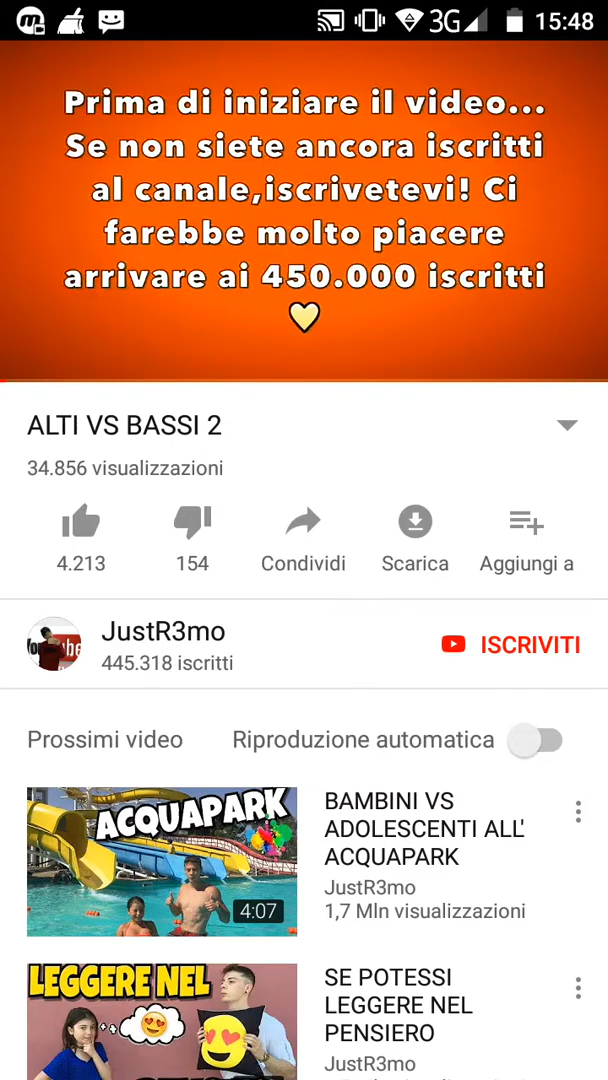 3G 15:48
Prima di iniziare il video...
Se non siete ancora iscritti
al canale,iscrivetevi! Ci
farebbe molto piacere
arrivare ai 450.000 iscritti
ALTI VS BASSI 2
34.856 visualizzazioni
4.213 154 Condividi Scarica Aggiungi a
JustR3mo
445.318 iscritti
ISCRIVITI
Prossimi video Riproduzione automatica
ACQUAPARK
4:07
BAMBINI VS
ADOLESCENTI ALL'
ACQUAPARK
JustR3mo
1,7 Mln visualizzazioni
LEGGERE NEL
SE POTESSI
LEGGERE NEL
PENSIERO
JustR3mo